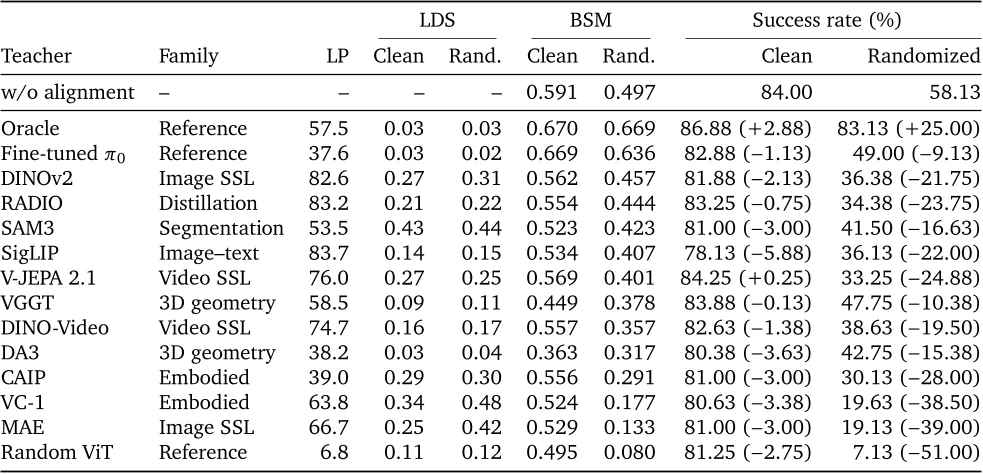 LDS BSM Success rate (%)
Teacher Family LP Clean Rand. Clean Rand. Clean Randomized
w/o alignment – – – – 0.591 0.497 84.00 58.13
Oracle Reference 57.5 0.03 0.03 0.670 0.669 86.88 (+2.88) 83.13 (+25.00)
Fine-tuned π0 Reference 37.6 0.03 0.02 0.669 0.636 82.88 (−1.13) 49.00 (−9.13)
DINOv2 Image SSL 82.6 0.27 0.31 0.562 0.457 81.88 (−2.13) 36.38 (−21.75)
RADIO Distillation 83.2 0.21 0.22 0.554 0.444 83.25 (−0.75) 34.38 (−23.75)
SAM3 Segmentation 53.5 0.43 0.44 0.523 0.423 81.00 (−3.00) 41.50 (−16.63)
SigLIP Image–text 83.7 0.14 0.15 0.534 0.407 78.13 (−5.88) 36.13 (−22.00)
V-JEPA 2.1 Video SSL 76.0 0.27 0.25 0.569 0.401 84.25 (+0.25) 33.25 (−24.88)
VGGT 3D geometry 58.5 0.09 0.11 0.449 0.378 83.88 (−0.13) 47.75 (−10.38)
DINO-Video Video SSL 74.7 0.16 0.17 0.557 0.357 82.63 (−1.38) 38.63 (−19.50)
DA3 3D geometry 38.2 0.03 0.04 0.363 0.317 80.38 (−3.63) 42.75 (−15.38)
CAIP Embodied 39.0 0.29 0.30 0.556 0.291 81.00 (−3.00) 30.13 (−28.00)
VC-1 Embodied 63.8 0.34 0.48 0.524 0.177 80.63 (−3.38) 19.63 (−38.50)
MAE Image SSL 66.7 0.25 0.42 0.529 0.133 81.00 (−3.00) 19.13 (−39.00)
Random ViT Reference 6.8 0.11 0.12 0.495 0.080 81.25 (−2.75) 7.13 (−51.00)